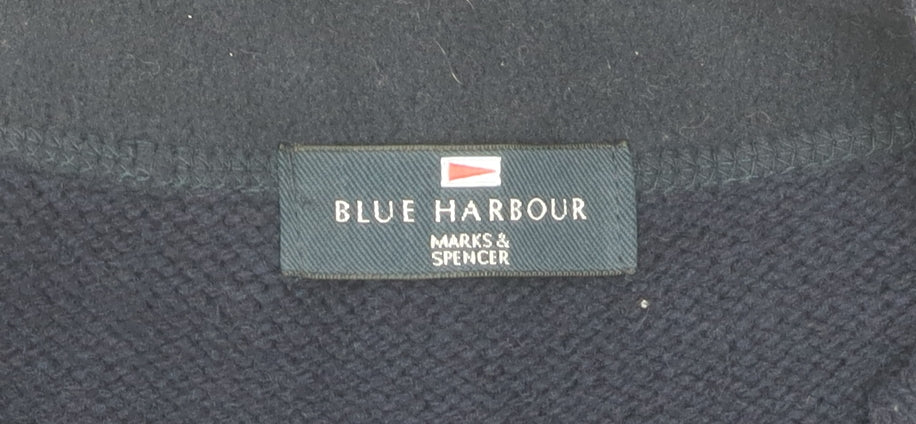 BLUE HARBOUR
MARKS &
SPENCER